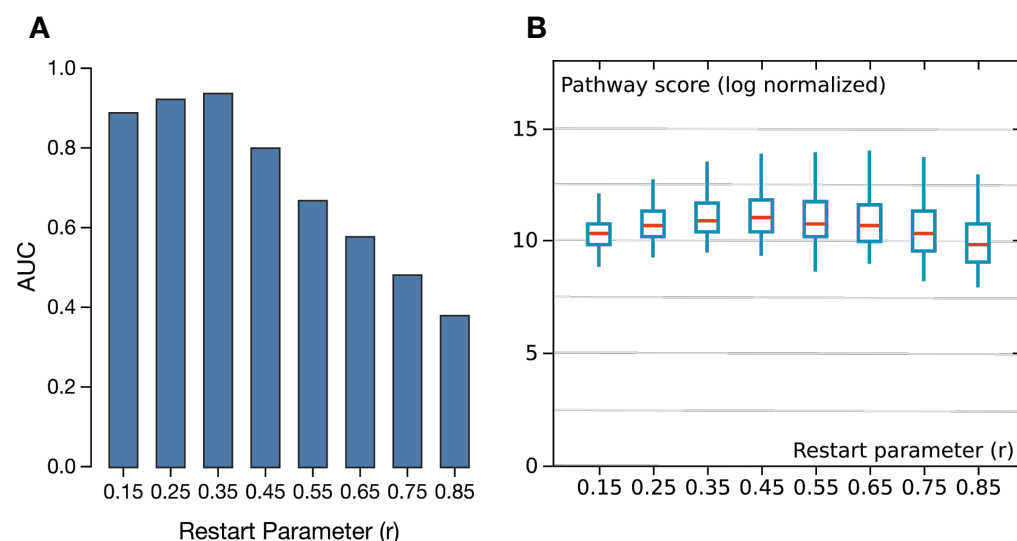 A
1.0
0.8
0.6
0.4
0.2
0.0
AUC
0.15 0.25 0.35 0.45 0.55 0.65 0.75 0.85
Restart Parameter (r)
B
Pathway score (log normalized)
15
10
5
0
Restart parameter (r)
0.15 0.25 0.35 0.45 0.55 0.65 0.75 0.85